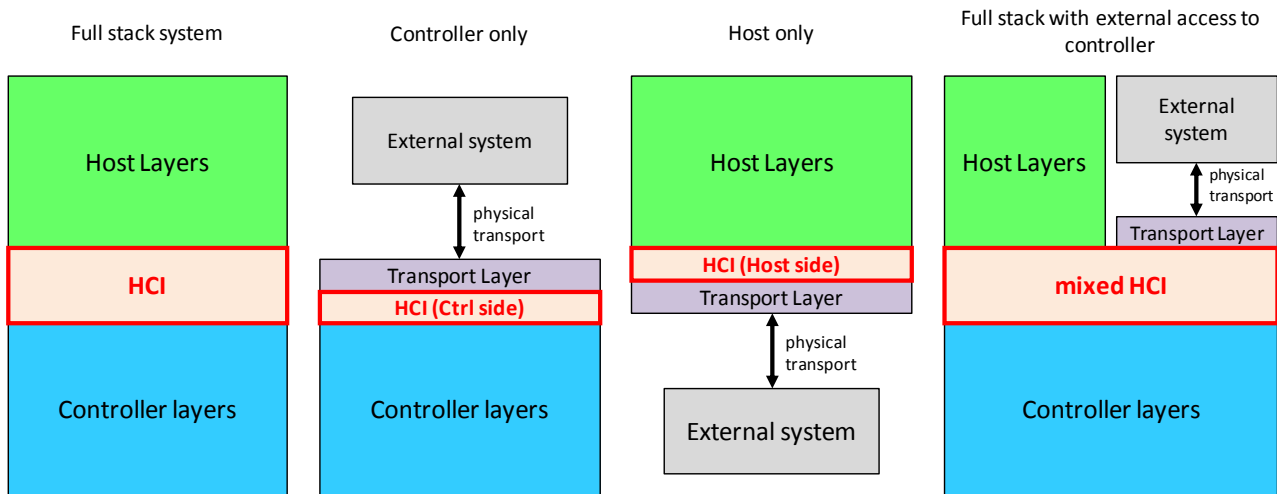 Full stack system
Host Layers
HCI
Controller layers
Controller only
External system
physical
transport
Transport Layer
HCI (Ctrl side)
Controller layers
Host only
Host Layers
HCI (Host side)
Transport Layer
physical
transport
External system
Full stack with external access to
controller
Host Layers
External
system
physical
transport
Transport Layer
mixed HCI
Controller layers